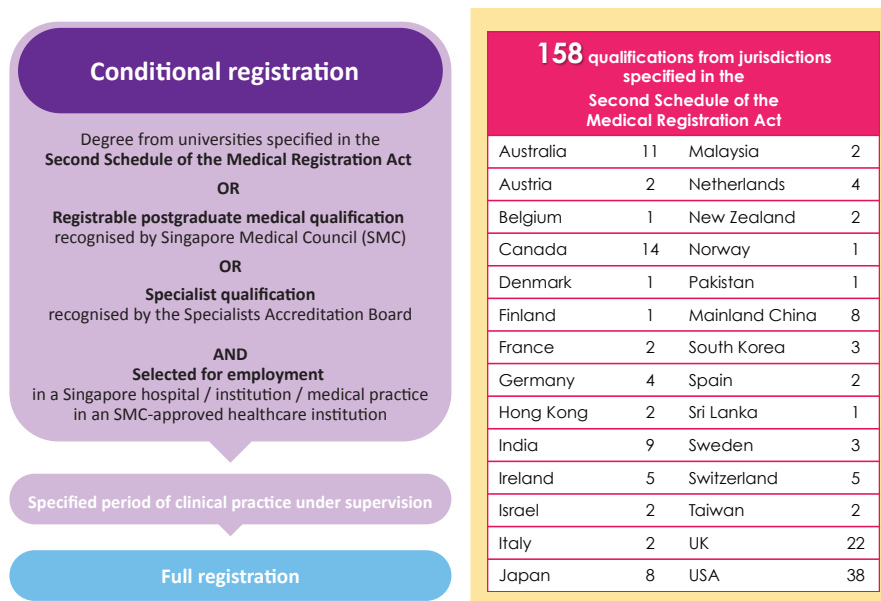 Conditional registration
Degree from universities specified in the
Second Schedule of the Medical Registration Act
OR
Registrable postgraduate medical qualification
recognised by Singapore Medical Council (SMC)
OR
Specialist qualification
recognised by the Specialists Accreditation Board
AND
Selected for employment
in a Singapore hospital / institution / medical practice
in an SMC-approved healthcare institution
Specified period of clinical practice under supervision
Full registration
158 qualifications from jurisdictions
specified in the
Second Schedule of the
Medical Registration Act
Australia 11 Malaysia 2
Austria 2 Netherlands 4
Belgium 1 New Zealand 2
Canada 14 Norway 1
Denmark 1 Pakistan 1
Finland 1 Mainland China 8
France 2 South Korea 3
Germany 4 Spain 2
Hong Kong 2 Sri Lanka 1
India 9 Sweden 3
Ireland 5 Switzerland 5
Israel 2 Taiwan 2
Italy 2 UK 22
Japan 8 USA 38